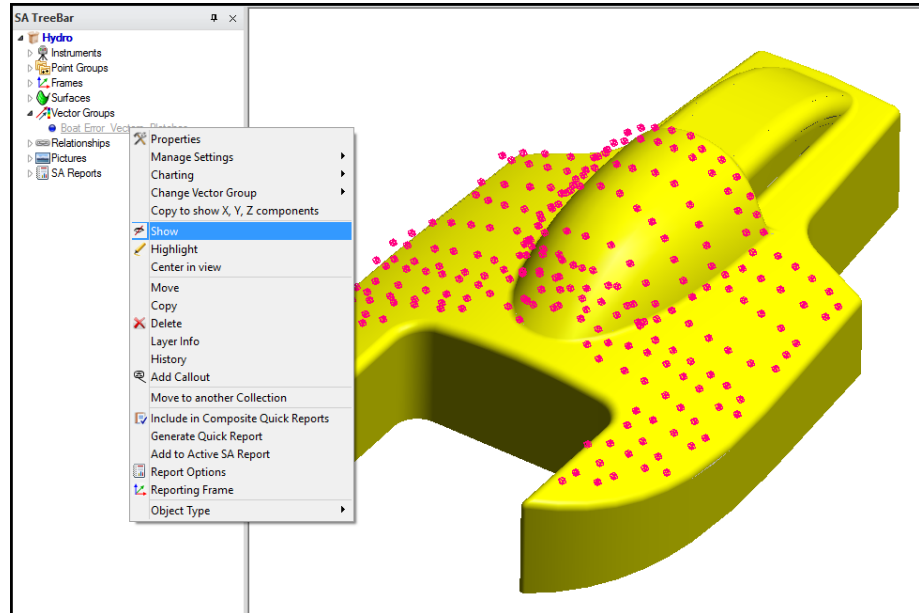 SA TreeBar
Hydro
Instruments
Point Groups
Frames
Surfaces
Vector Groups
Boat Error_Vectors_Blotches
Relationships
Pictures
SA Reports
Properties
Manage Settings
Charting
Change Vector Group
Copy to show X, Y, Z components
Show
Highlight
Center in view
Move
Copy
Delete
Layer Info
History
Add Callout
Move to another Collection
Include in Composite Quick Reports
Generate Quick Report
Add to Active SA Report
Report Options
Reporting Frame
Object Type